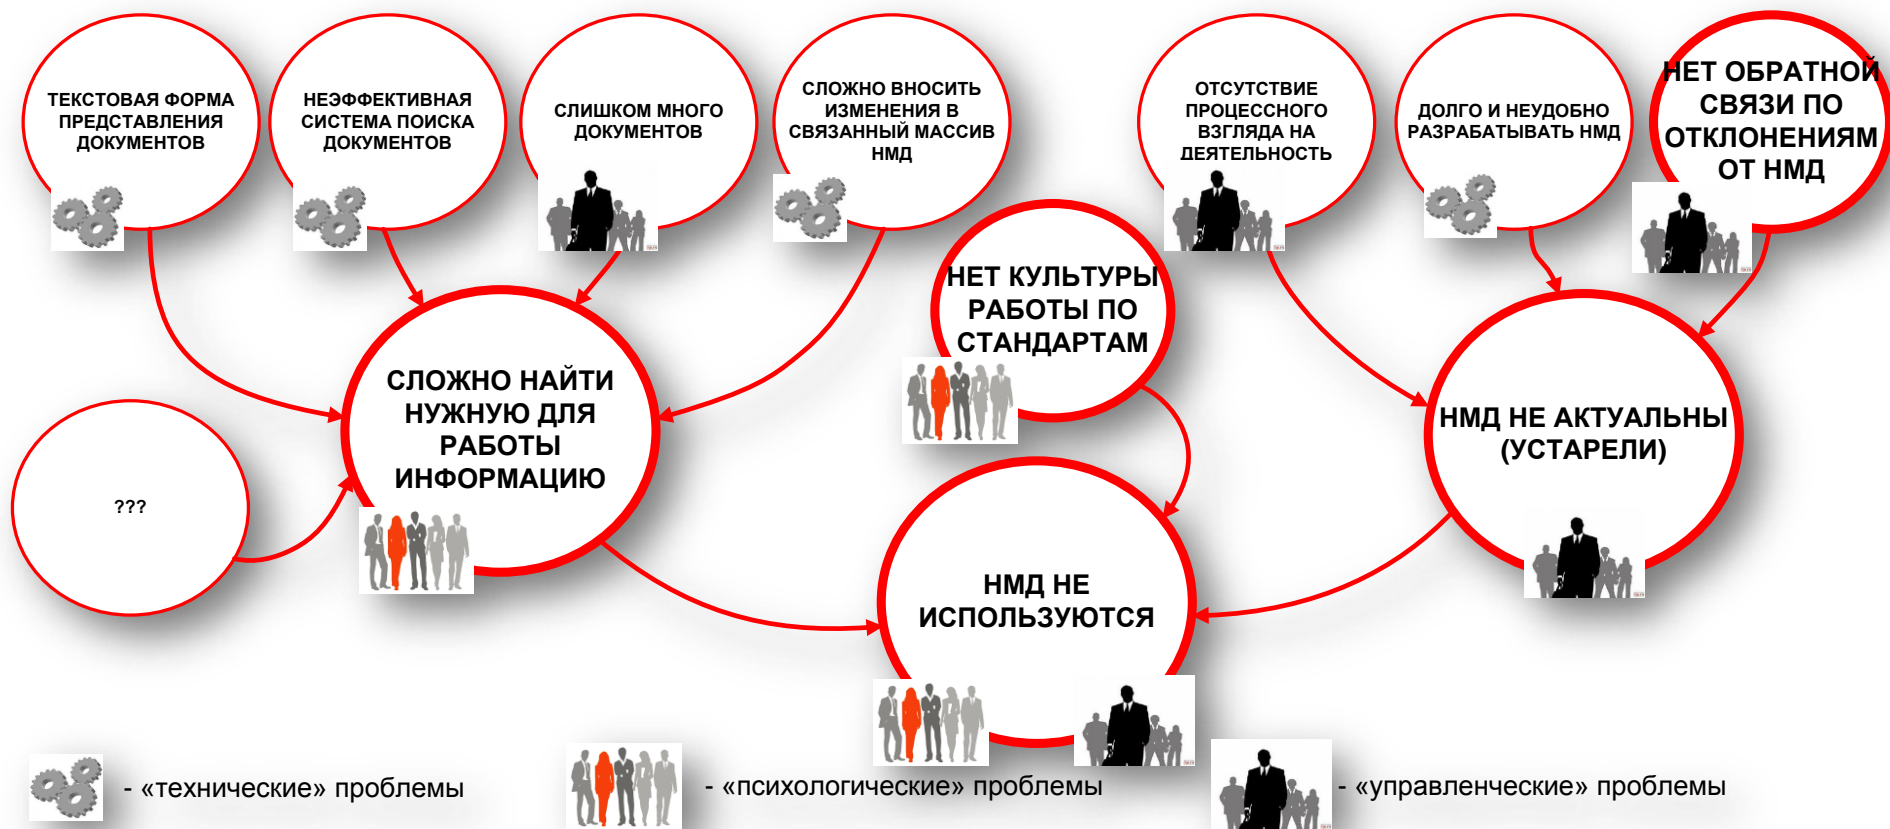 ТЕКСТОВАЯ ФОРМА
ПРЕДСТАВЛЕНИЯ
ДОКУМЕНТОВ
НЕЭФФЕКТИВНАЯ
СИСТЕМА ПОИСКА
ДОКУМЕНТОВ
СЛИШКОМ МНОГО
ДОКУМЕНТОВ
СЛОЖНО ВНОСИТЬ
ИЗМЕНЕНИЯ В
СВЯЗАННЫЙ МАССИВ
НМД
ОТСУТСТВИЕ
ПРОЦЕССНОГО
ВЗГЛЯДА НА
ДЕЯТЕЛЬНОСТЬ
ДОЛГО И НЕУДОБНО
РАЗРАБАТЫВАТЬ НМД
НЕТ ОБРАТНОЙ
СВЯЗИ ПО
ОТКЛОНЕНИЯМ
ОТ НМД
НЕТ КУЛЬТУРЫ
РАБОТЫ ПО
СТАНДАРТАМ
СЛОЖНО НАЙТИ
НУЖНУЮ ДЛЯ
РАБОТЫ
ИНФОРМАЦИЮ
НМД НЕ АКТУАЛЬНЫ
(УСТАРЕЛИ)
???
НМД НЕ
ИСПОЛЬЗУЮТСЯ
- «технические» проблемы
- «психологические» проблемы
- «управленческие» проблемы